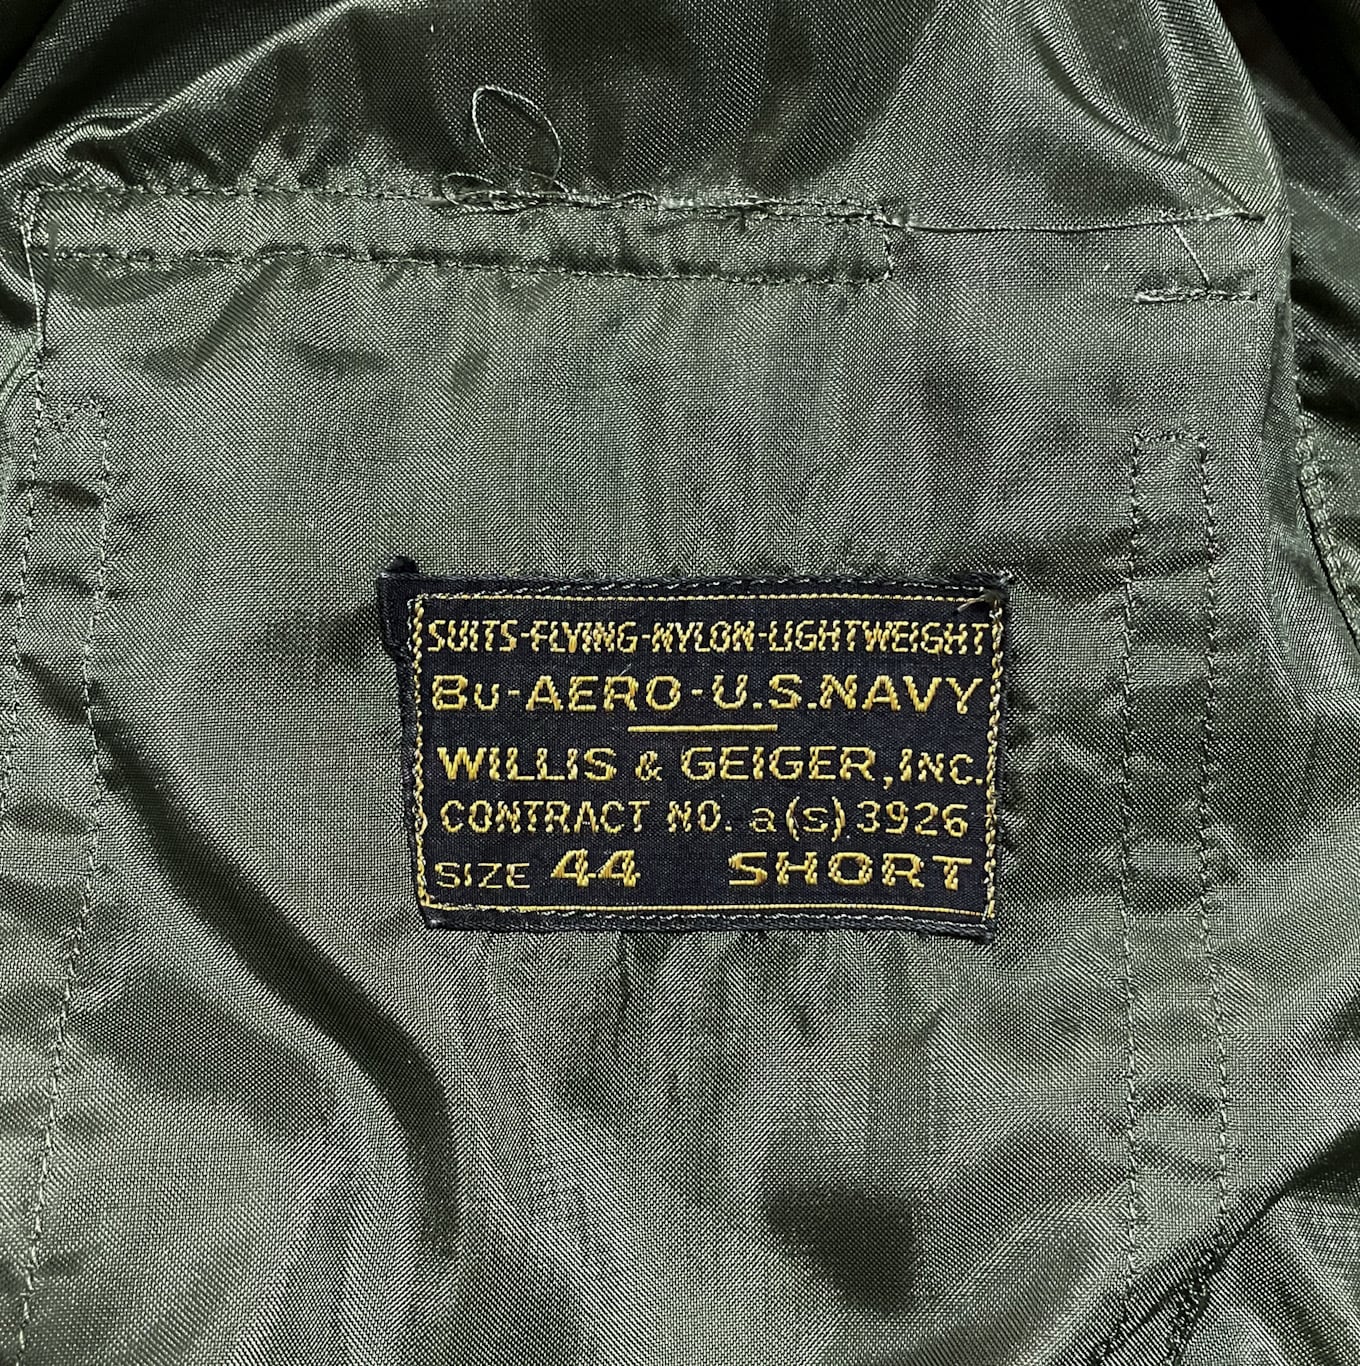 SUITS-FLYING-NYLON-LIGHTWEIGHT
BU-AERO-U.S.NAVY
WILLIS & GEIGER, INC.
CONTRACT NO. a(s) 3926
SIZE 44 SHORT